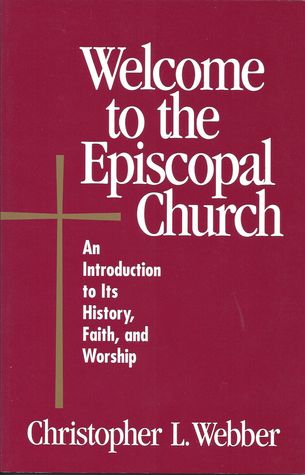 Welcome
to the
Episcopal
Church
An
Introduction
to Its
History,
Faith, and
Worship
Christopher L. Webber